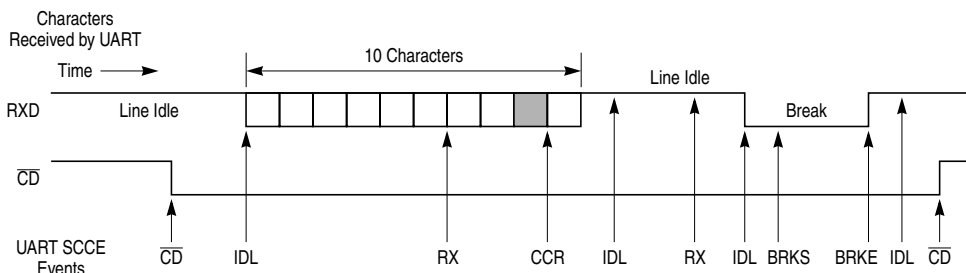 Characters
Received by UART
10 Characters
Time
Line Idle
RXD
Line Idle
Break
CD
UART SCCE
Events
CD
IDL
RX
CCR
IDL
RX
IDL
BRKS
BRKE
IDL
CD